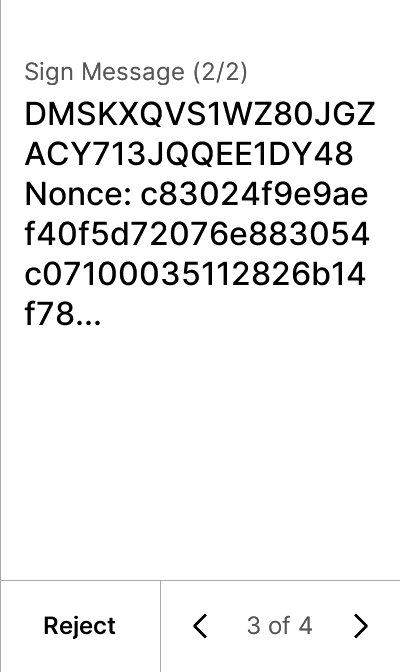 Sign Message (2/2)
DMSKXQVS1WZ80JGZ
ACY713JQQEE1DY48
Nonce: c83024f9e9ae
f40f5d72076e883054
c07100035112826b14
f78...
Reject
3 of 4